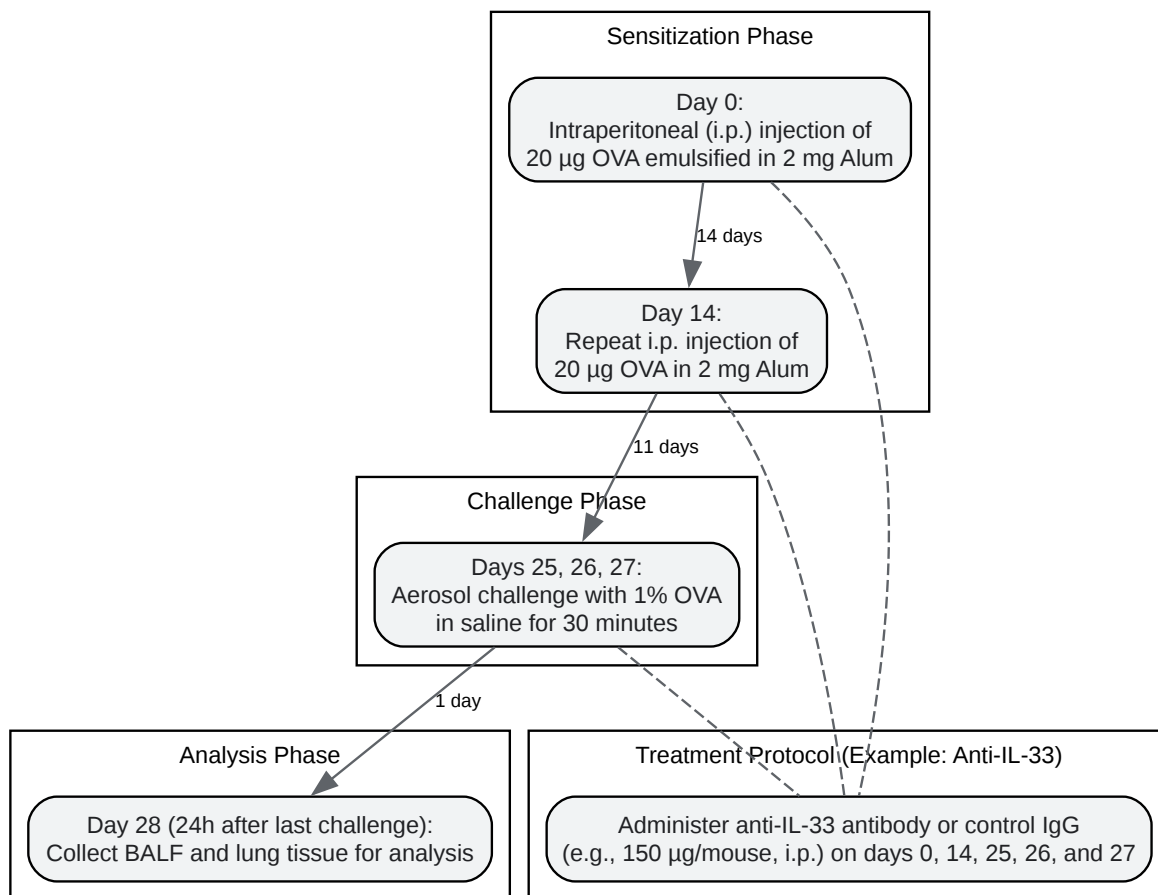 Sensitization Phase
Day 0:
Intraperitoneal (i.p.) injection of
20 µg OVA emulsified in 2 mg Alum
14 days
Day 14:
Repeat i.p. injection of
20 µg OVA in 2 mg Alum
11 days
Challenge Phase
Days 25, 26, 27:
Aerosol challenge with 1% OVA
in saline for 30 minutes
1 day
Analysis Phase
Day 28 (24h after last challenge):
Collect BALF and lung tissue for analysis
Treatment Protocol (Example: Anti-IL-33)
Administer anti-IL-33 antibody or control IgG
(e.g., 150 µg/mouse, i.p.) on days 0, 14, 25, 26, and 27